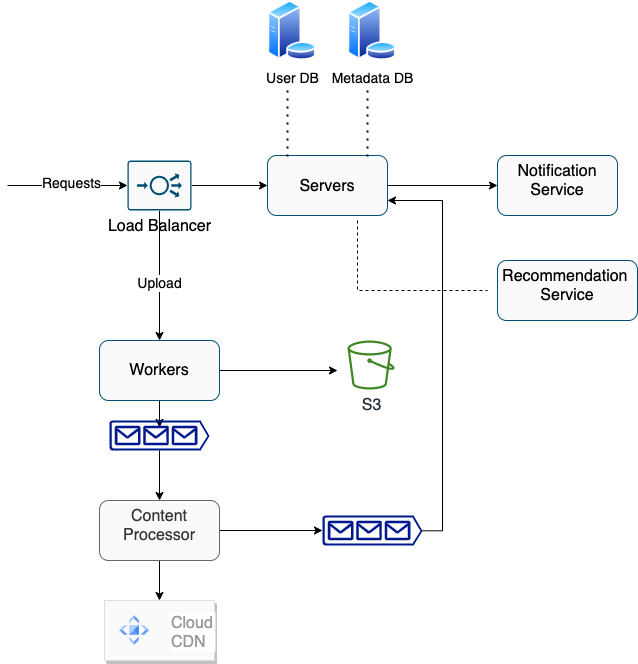 User DB
Metadata DB
Requests
Load Balancer
Servers
Notification
Service
Recommendation
Service
Upload
Workers
S3
Content
Processor
Cloud
CDN